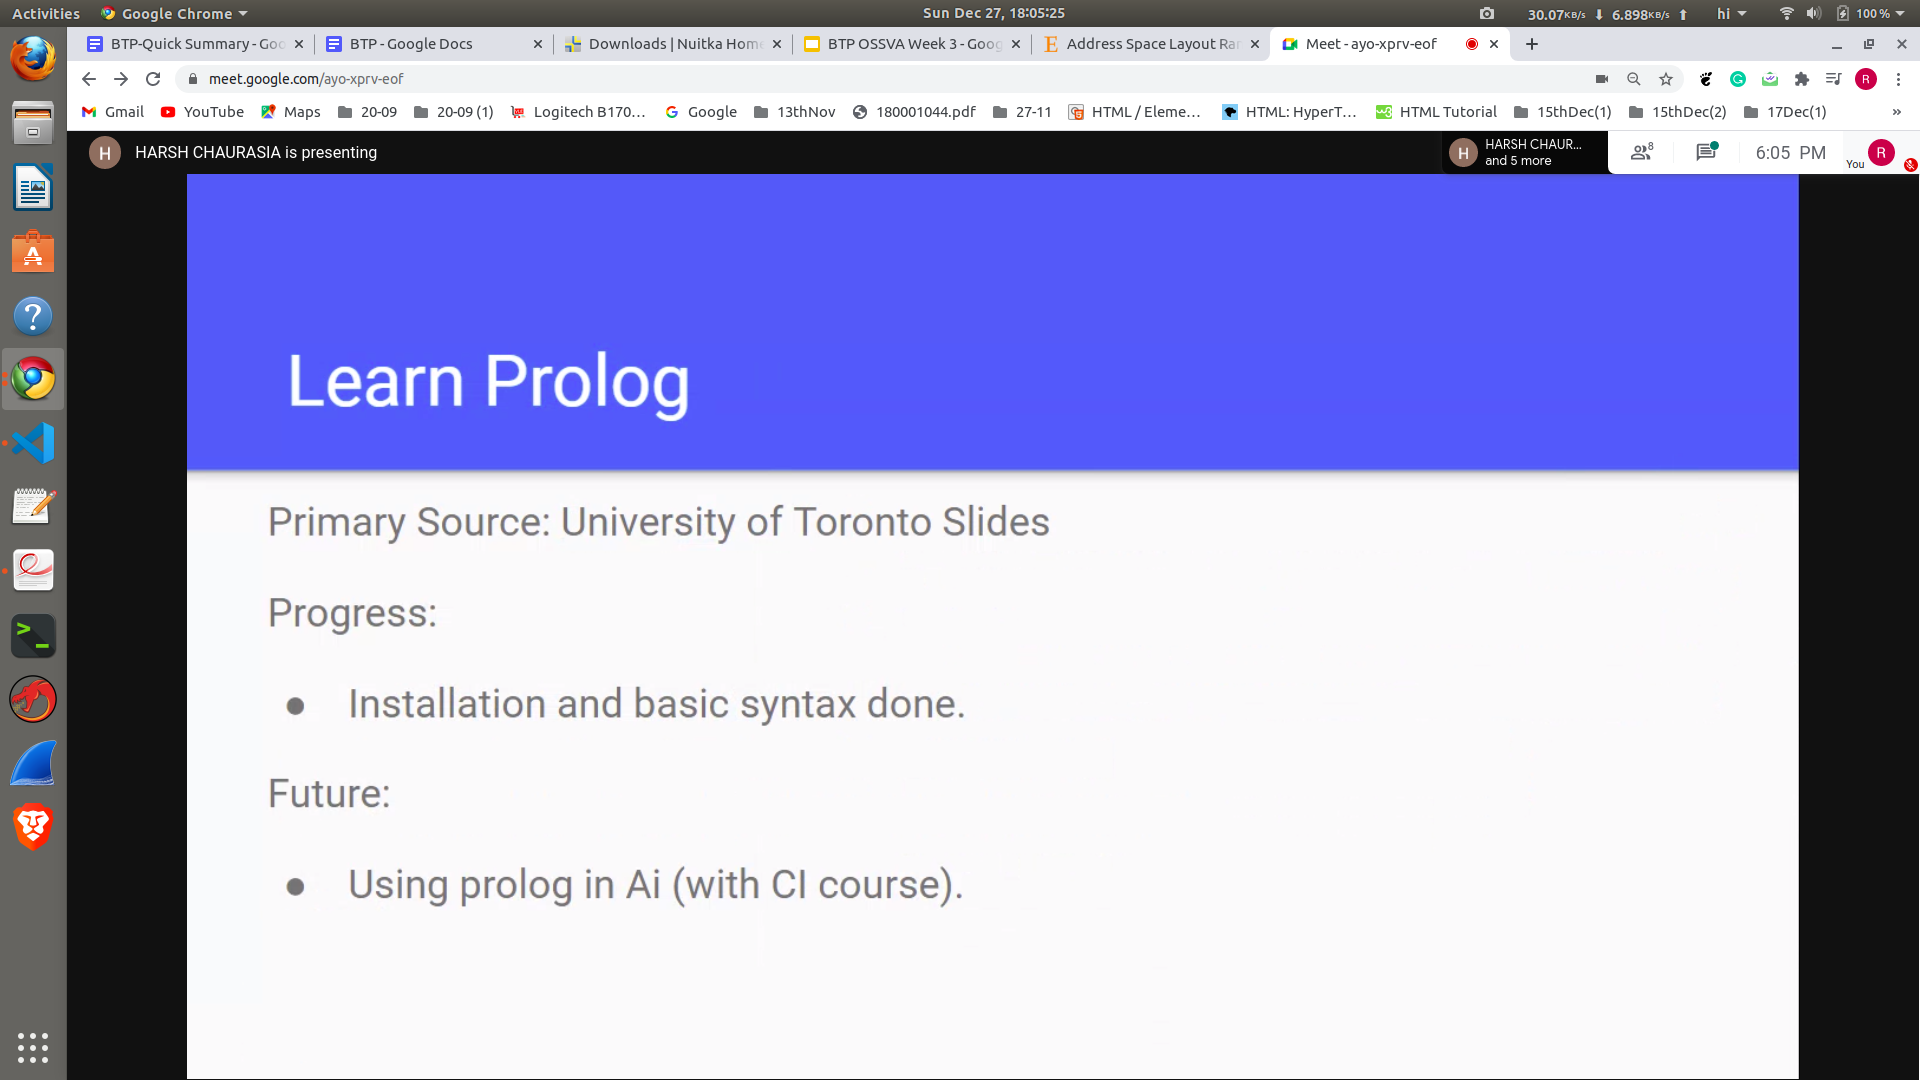 Activities Google Chrome Sun Dec 27, 18:05:25 30.07KB/s 6.898KB/s hi 100 %
BTP-Quick Summary - Goo BTP - Google Docs Downloads | Nuitka Home BTP OSSVA Week 3 - Goog Address Space Layout Ran Meet - ayo-xprv-eof
meet.google.com/ayo-xprv-eof R
Gmail YouTube Maps 20-09 20-09 (1) Logitech B170... Google 13thNov 180001044.pdf 27-11 HTML / Eleme... HTML: HyperT... HTML Tutorial 15thDec(1) 15thDec(2) 17Dec(1) »
H HARSH CHAURASIA is presenting H HARSH CHAUR... 8 6:05 PM R
and 5 more You
Learn Prolog
Primary Source: University of Toronto Slides
Progress:
● Installation and basic syntax done.
Future:
● Using prolog in Ai (with CI course).